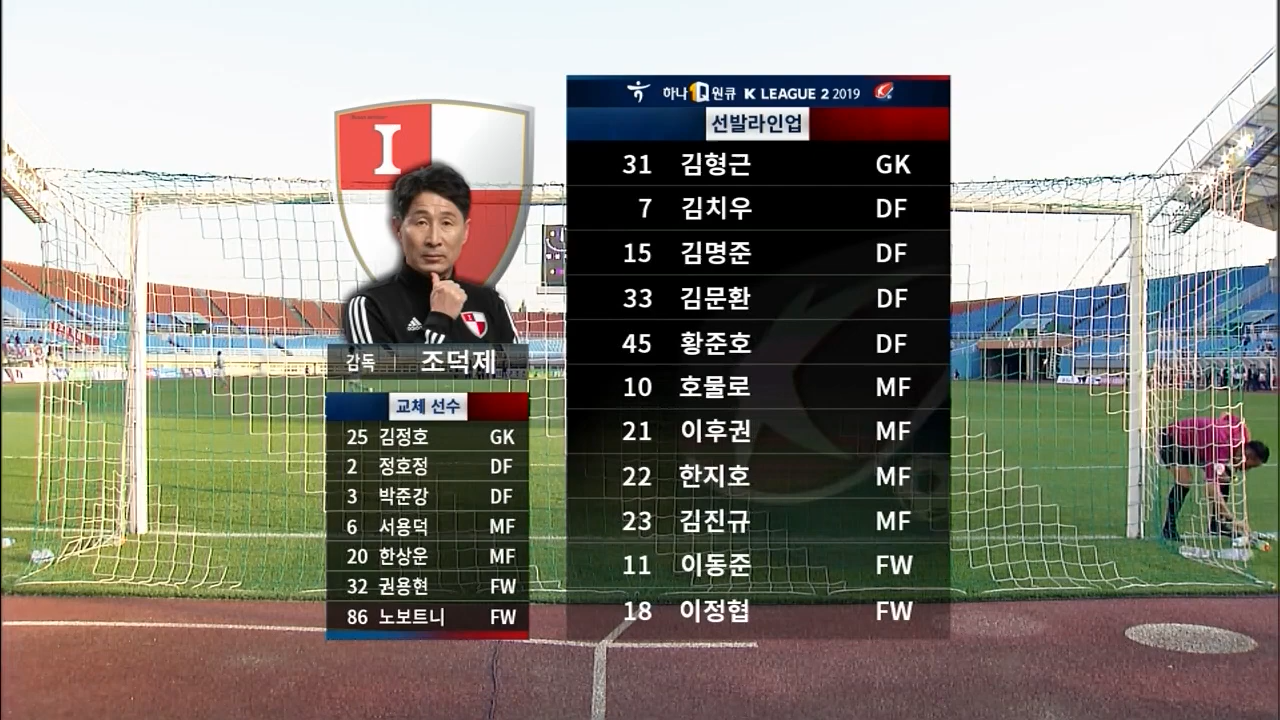 I
감독 | 조덕제
교체 선수
25 김정호 GK
2 정호정 DF
3 박준강 DF
6 서용덕 MF
20 한상운 MF
32 권용현 FW
86 노보트니 FW
하나 1Q 원큐 K LEAGUE 2 2019
선발라인업
31 김형근 GK
7 김치우 DF
15 김명준 DF
33 김문환 DF
45 황준호 DF
10 호물로 MF
21 이후권 MF
22 한지호 MF
23 김진규 MF
11 이동준 FW
18 이정협 FW